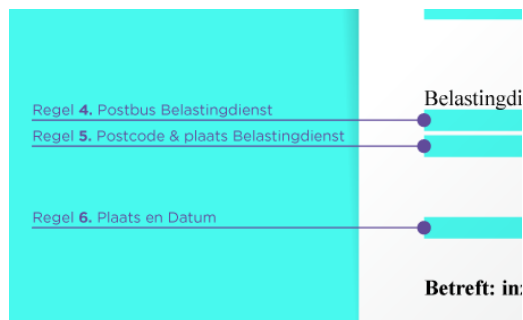 Belastingdi
Regel 4. Postbus Belastingdienst
Regel 5. Postcode & plaats Belastingdienst
Regel 6. Plaats en Datum
Betreft: in